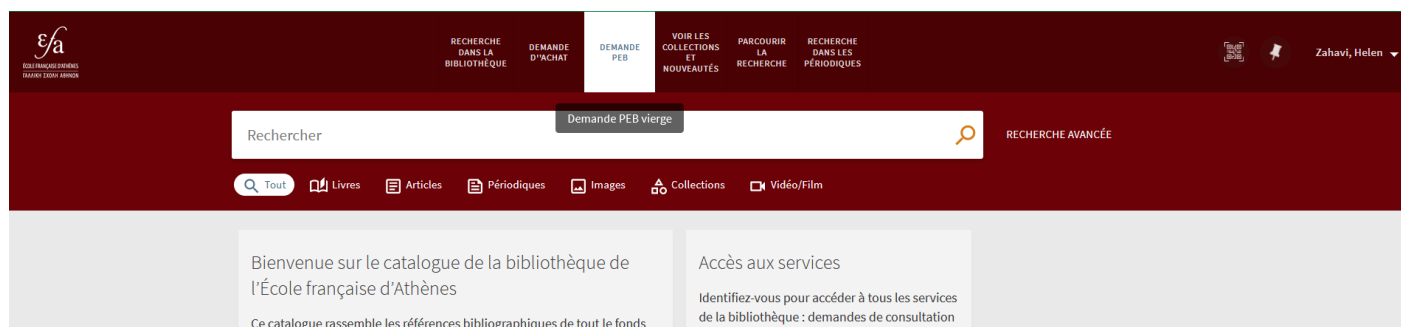 εfa
ÉCOLE FRANÇAISE D'ATHÈNES
ΓΑΛΛΙΚΗ ΣΧΟΛΗ ΑΘΗΝΩΝ
RECHERCHE
DANS LA
BIBLIOTHÈQUE
DEMANDE
D''ACHAT
DEMANDE
PEB
VOIR LES
COLLECTIONS
ET
NOUVEAUTÉS
PARCOURIR
LA
RECHERCHE
RECHERCHE
DANS LES
PÉRIODIQUES
Zahavi, Helen
Demande PEB vierge
Rechercher
RECHERCHE AVANCÉE
Tout
Livres
Articles
Périodiques
Images
Collections
Vidéo/Film
Bienvenue sur le catalogue de la bibliothèque de
l'École française d'Athènes
Ce catalogue rassemble les références bibliographiques de tout le fonds
Accès aux services
Identifiez-vous pour accéder à tous les services
de la bibliothèque : demandes de consultation